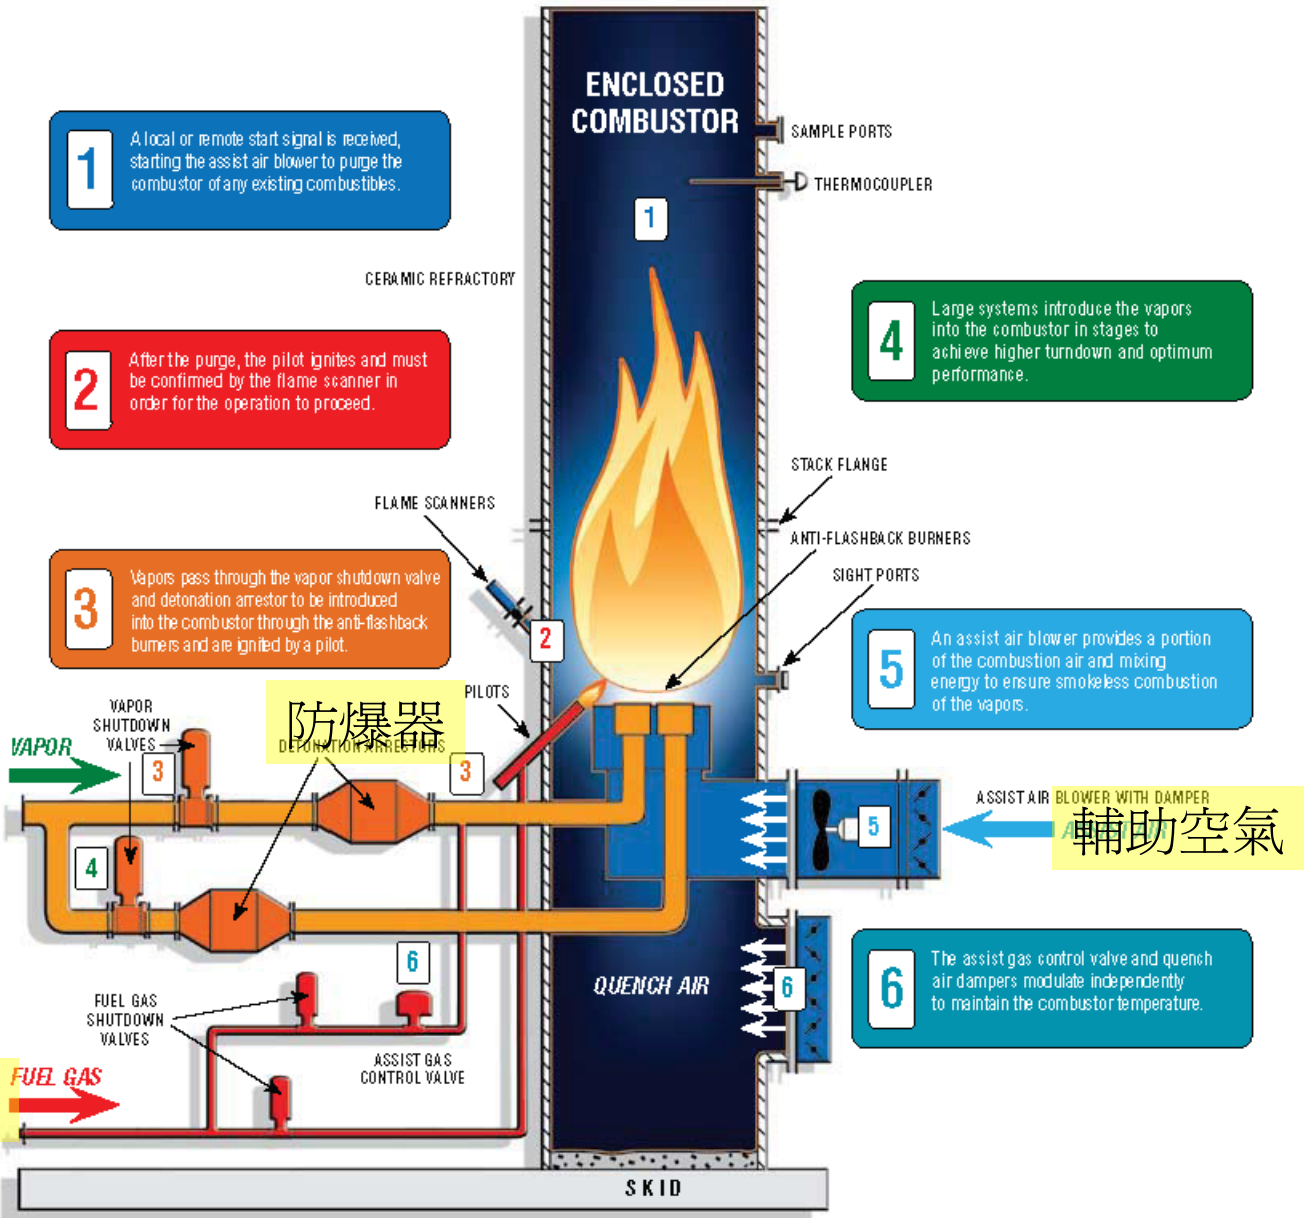 ENCLOSED
COMBUSTOR
SAMPLE PORTS
THERMOCOUPLER
1
A local or remote start signal is received,
starting the assist air blower to purge the
combustor of any existing combustibles.
1
CERAMIC REFRACTORY
4
Large systems introduce the vapors
into the combustor in stages to
achieve higher turndown and optimum
performance.
2
After the purge, the pilot ignites and must
be confirmed by the flame scanner in
order for the operation to proceed.
STACK FLANGE
FLAME SCANNERS
ANTI-FLASHBACK BURNERS
SIGHT PORTS
3
Vapors pass through the vapor shutdown valve
and detonation arrestor to be introduced
into the combustor through the anti-flashback
burners and are ignited by a pilot.
2
5
An assist air blower provides a portion
of the combustion air and mixing
energy to ensure smokeless combustion
of the vapors.
PILOTS
VAPOR
SHUTDOWN
VALVES
防爆器
DETONATION ARRESTORS
VAPOR
3
3
ASSIST AIR BLOWER WITH DAMPER
5
ASSIST AIR
輔助空氣
4
6
QUENCH AIR
6
6
The assist gas control valve and quench
air dampers modulate independently
to maintain the combustor temperature.
FUEL GAS
SHUTDOWN
VALVES
ASSIST GAS
CONTROL VALVE
FUEL GAS
SKID